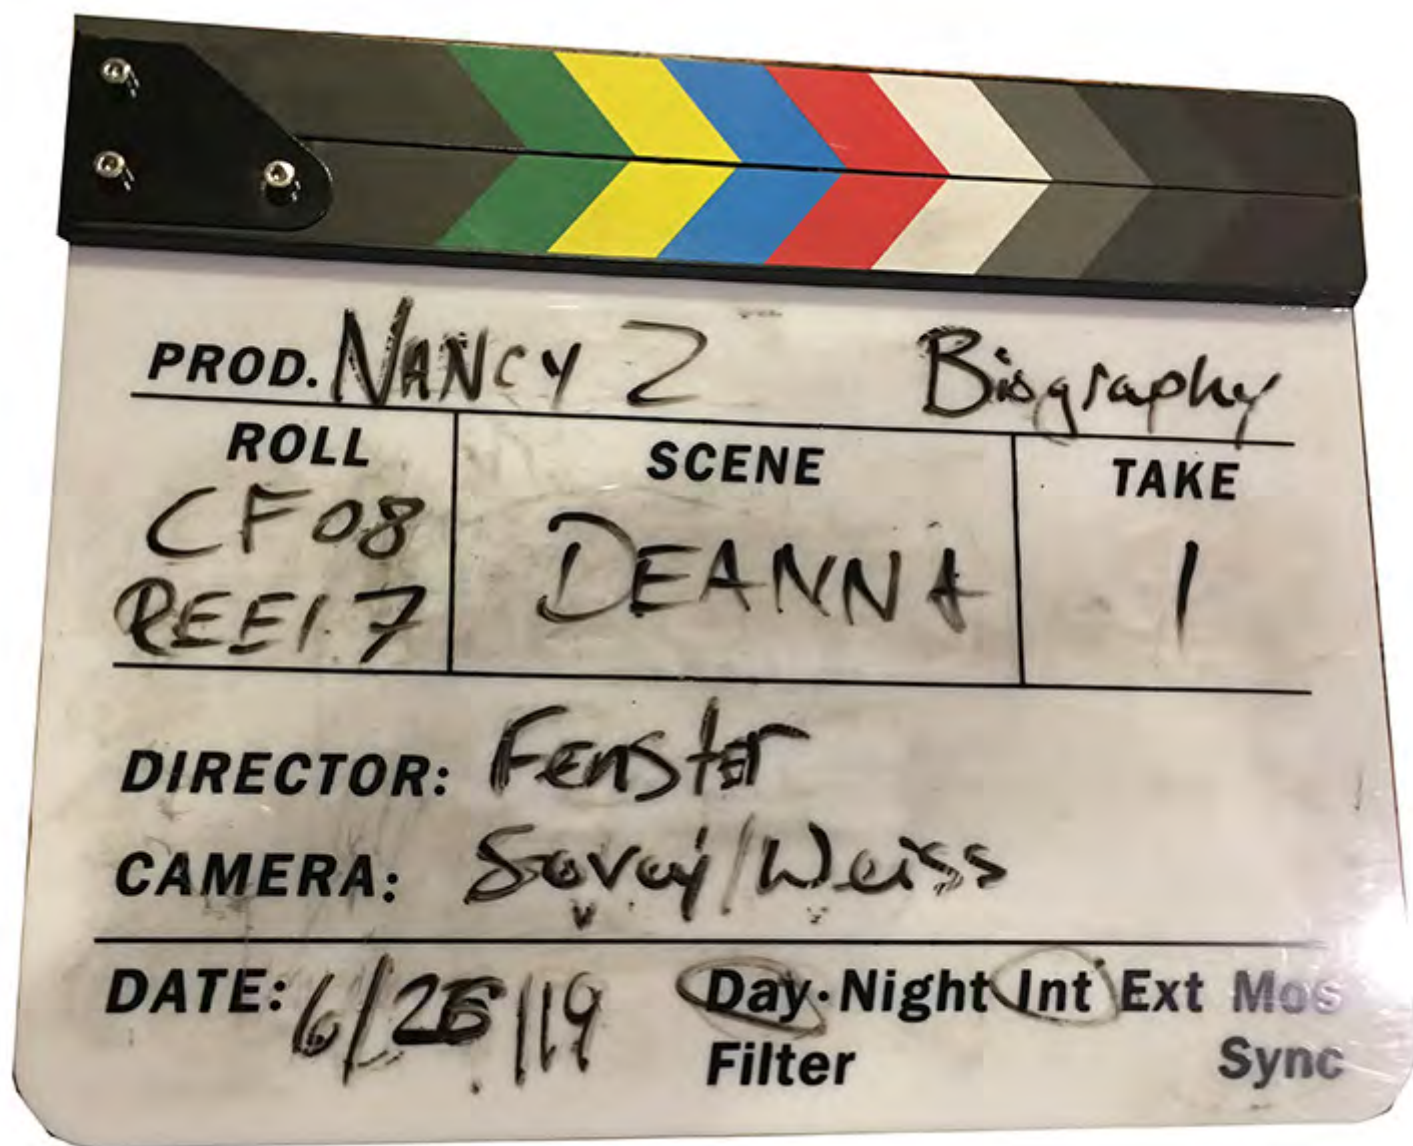 PROD. NANCY Z Biography
ROLL SCENE TAKE
CF08 DEANNA 1
REEL 7
DIRECTOR: Fenster
CAMERA: /Weiss
DATE: 6/26/19 Day·Night Int Ext Mos
Filter Sync